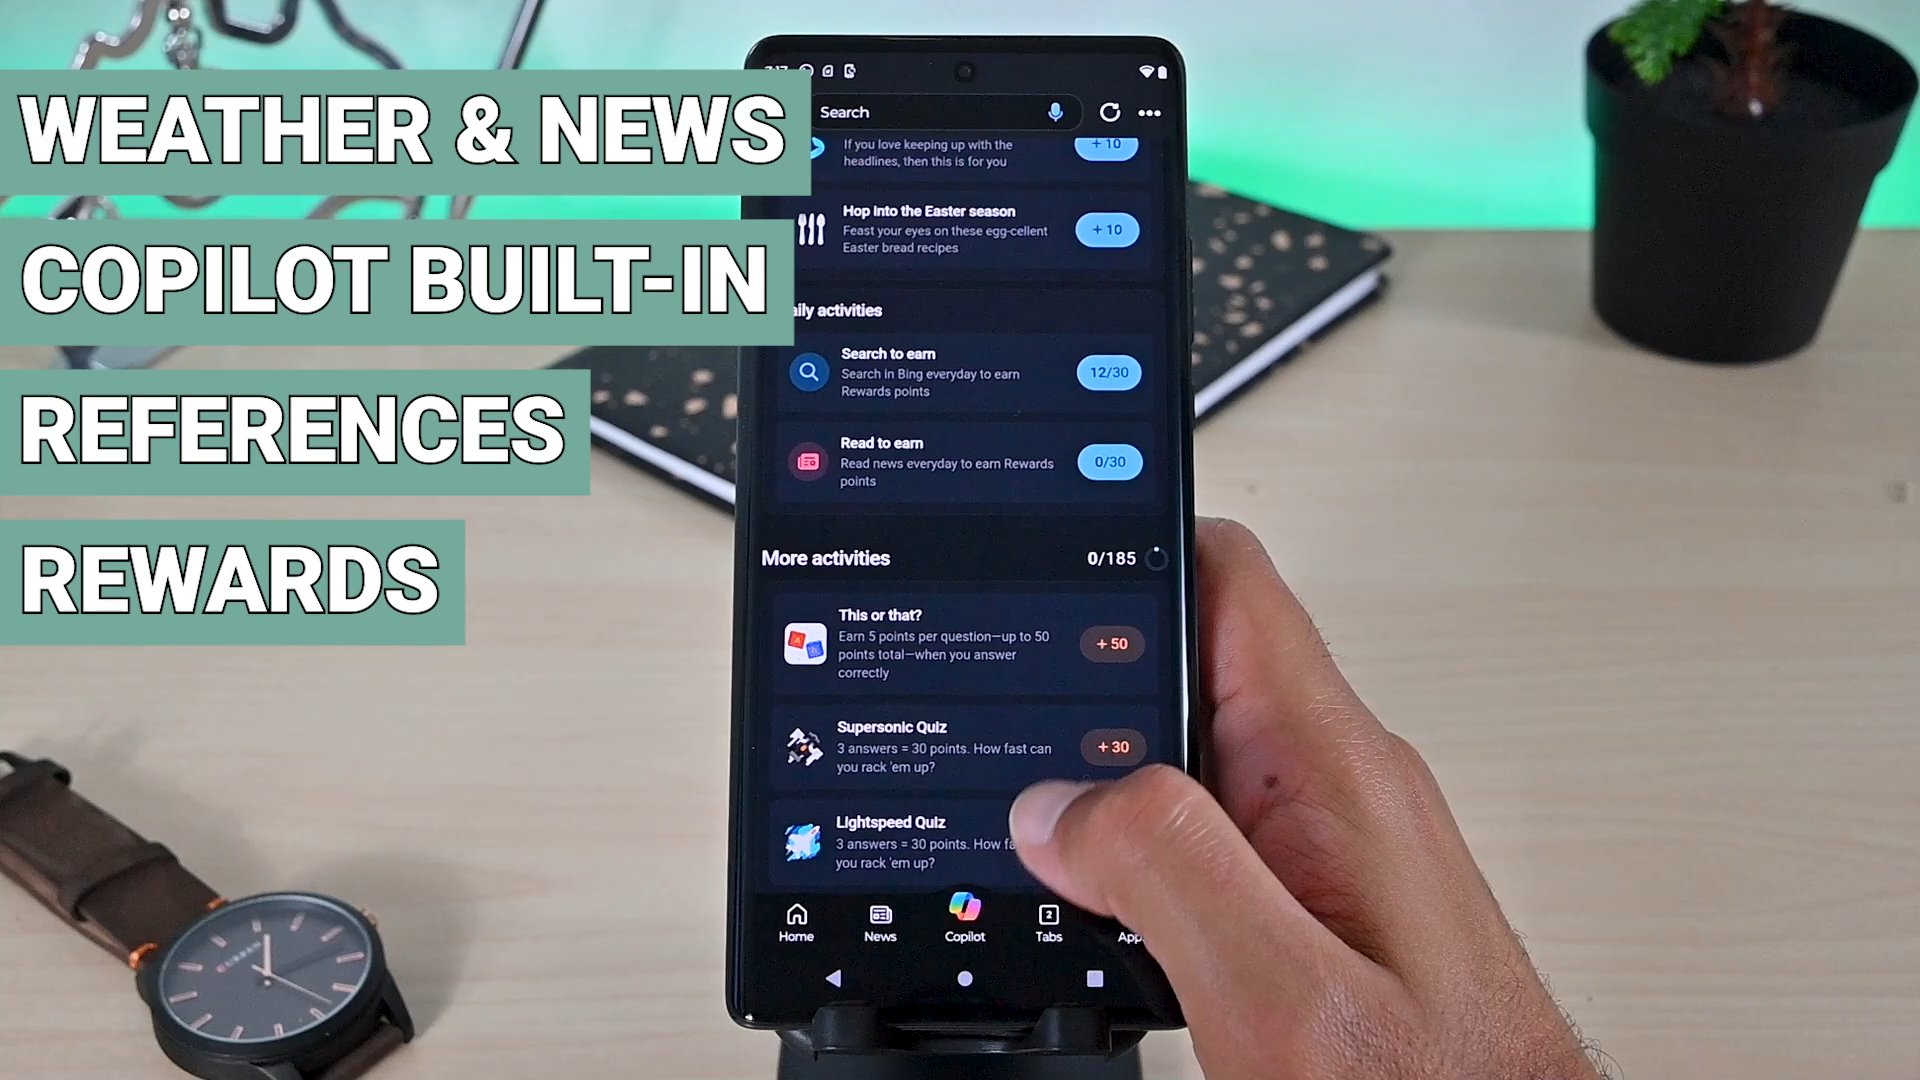 WEATHER & NEWS
COPILOT BUILT-IN
REFERENCES
REWARDS
Search
If you love keeping up with the
headlines, then this is for you
+ 10
Hop into the Easter season
Feast your eyes on these egg-cellent
Easter bread recipes
+ 10
activities
Search to earn
Search in Bing everyday to earn
Rewards points
12/30
Read to earn
Read news everyday to earn Rewards
points
0/30
More activities
0/185
This or that?
Earn 5 points per question—up to 50
points total—when you answer
correctly
+ 50
Supersonic Quiz
3 answers = 30 points. How fast can
you rack 'em up?
+ 30
Lightspeed Quiz
3 answers = 30 points. How
you rack 'em up?
Home
News
Copilot
2
Tabs
App